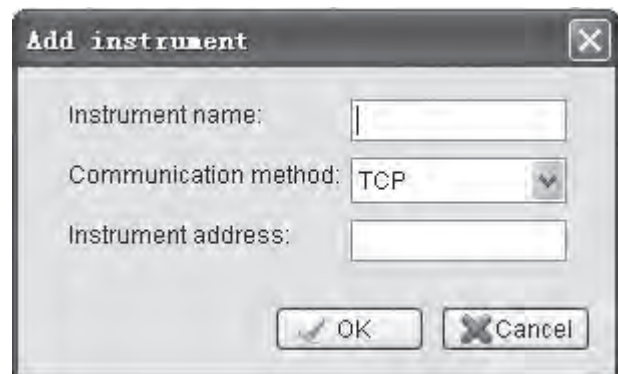 Add instrument
Instrument name:
Communication method: TCP
Instrument address:
OK Cancel